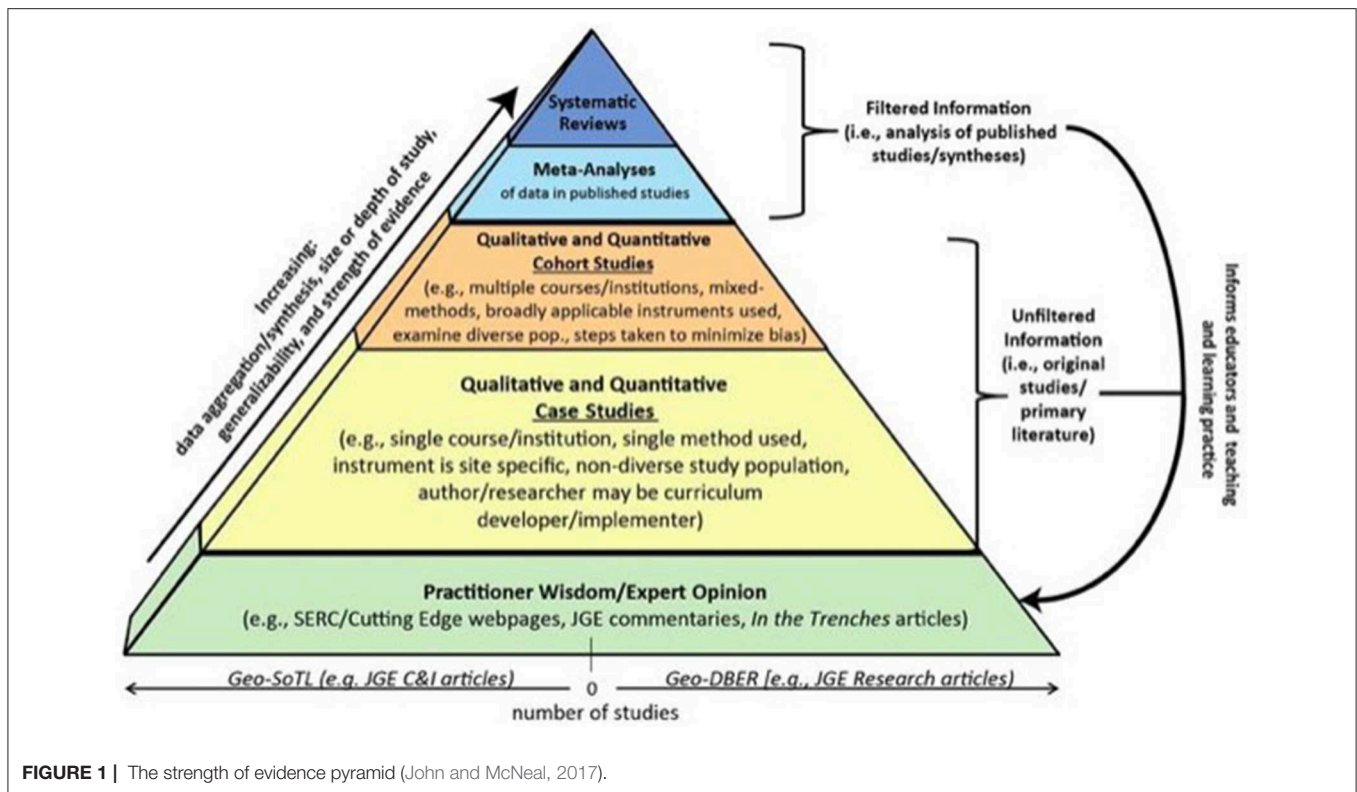 Systematic
Reviews
Meta-Analyses
of data in published studies
Qualitative and Quantitative
Cohort Studies
(e.g., multiple courses/institutions, mixed-
methods, broadly applicable instruments used,
examine diverse pop., steps taken to minimize bias)
Qualitative and Quantitative
Case Studies
(e.g., single course/institution, single method used,
instrument is site specific, non-diverse study population,
author/researcher may be curriculum
developer/implementer)
Practitioner Wisdom/Expert Opinion
(e.g., SERC/Cutting Edge webpages, JGE commentaries, In the Trenches articles)
Increasing:
data aggregation/synthesis, size or depth of study,
generalizability, and strength of evidence
Filtered Information
(i.e., analysis of published
studies/syntheses)
Unfiltered
Information
(i.e., original
studies/
primary
literature)
Informs educators and teaching
and learning practice
Geo-SoTL (e.g. JGE C&I articles)
0
Geo-DBER [e.g., JGE Research articles)
number of studies
FIGURE 1 | The strength of evidence pyramid (John and McNeal, 2017).